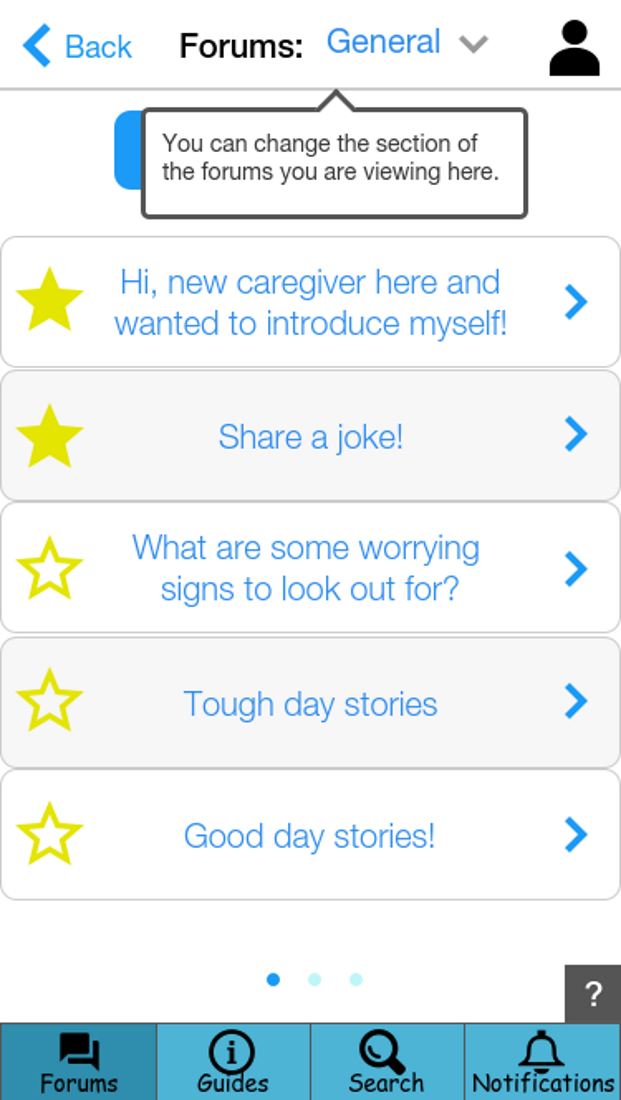 Back Forums: General
You can change the section of
the forums you are viewing here.
Hi, new caregiver here and
wanted to introduce myself!
Share a joke!
What are some worrying
signs to look out for?
Tough day stories
Good day stories!
?
Forums Guides Search Notifications